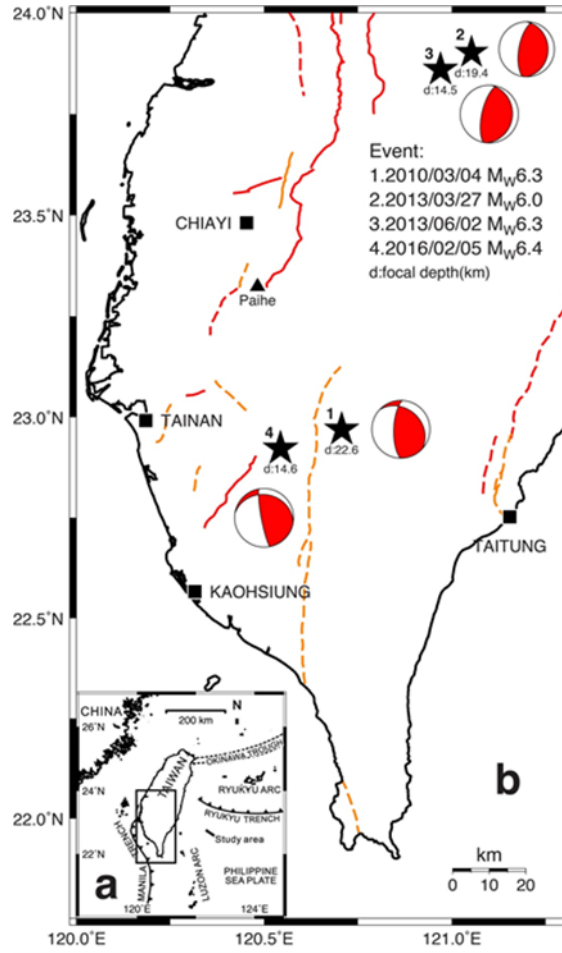 24.0°N
23.5°N
23.0°N
22.5°N
22.0°N
120.0°E
120.5°E
121.0°E
2
3
d:19.4
d:14.5
Event:
1.2010/03/04 MW6.3
2.2013/03/27 MW6.0
3.2013/06/02 MW6.3
4.2016/02/05 MW6.4
d:focal depth(km)
CHIAYI
Paihe
TAINAN
1
4
d:22.6
d:14.6
TAITUNG
KAOHSIUNG
b
km
0 10 20
CHINA
N
200 km
26°N
24°N
22°N
120°E
124°E
TAIWAN
OKINAWA TROUGH
RYUKYU ARC
RYUKYU TRENCH
Study area
PHILIPPINE
SEA PLATE
MANILA
TRENCH
LUZON ARC
a